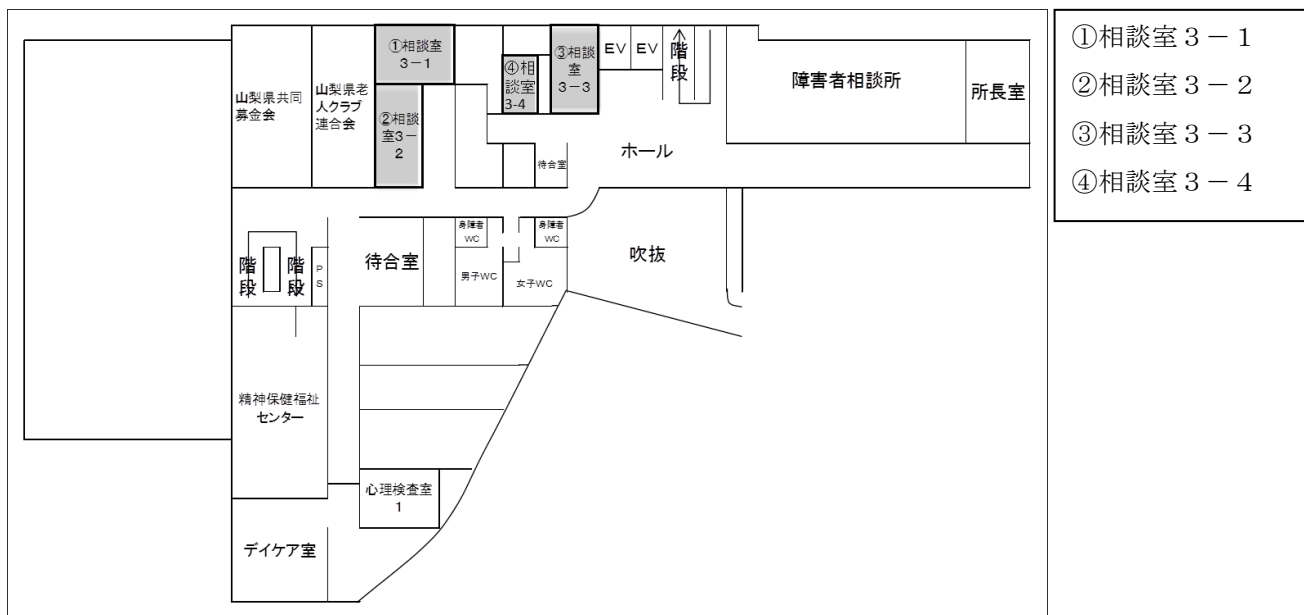 ①相談室
3－1
③相談
室
3－3
EV
EV
階
段
④相
談室
3-4
障害者相談所
所長室
山梨県共同
募金会
山梨県老
人クラブ
連合会
②相談
室3－
2
ホール
待合室
身障者
WC
身障者
WC
階
段
階
段
PS
待合室
男子WC
女子WC
吹抜
精神保健福祉
センター
心理検査室
1
デイケア室
①相談室３－１
②相談室３－２
③相談室３－３
④相談室３－４